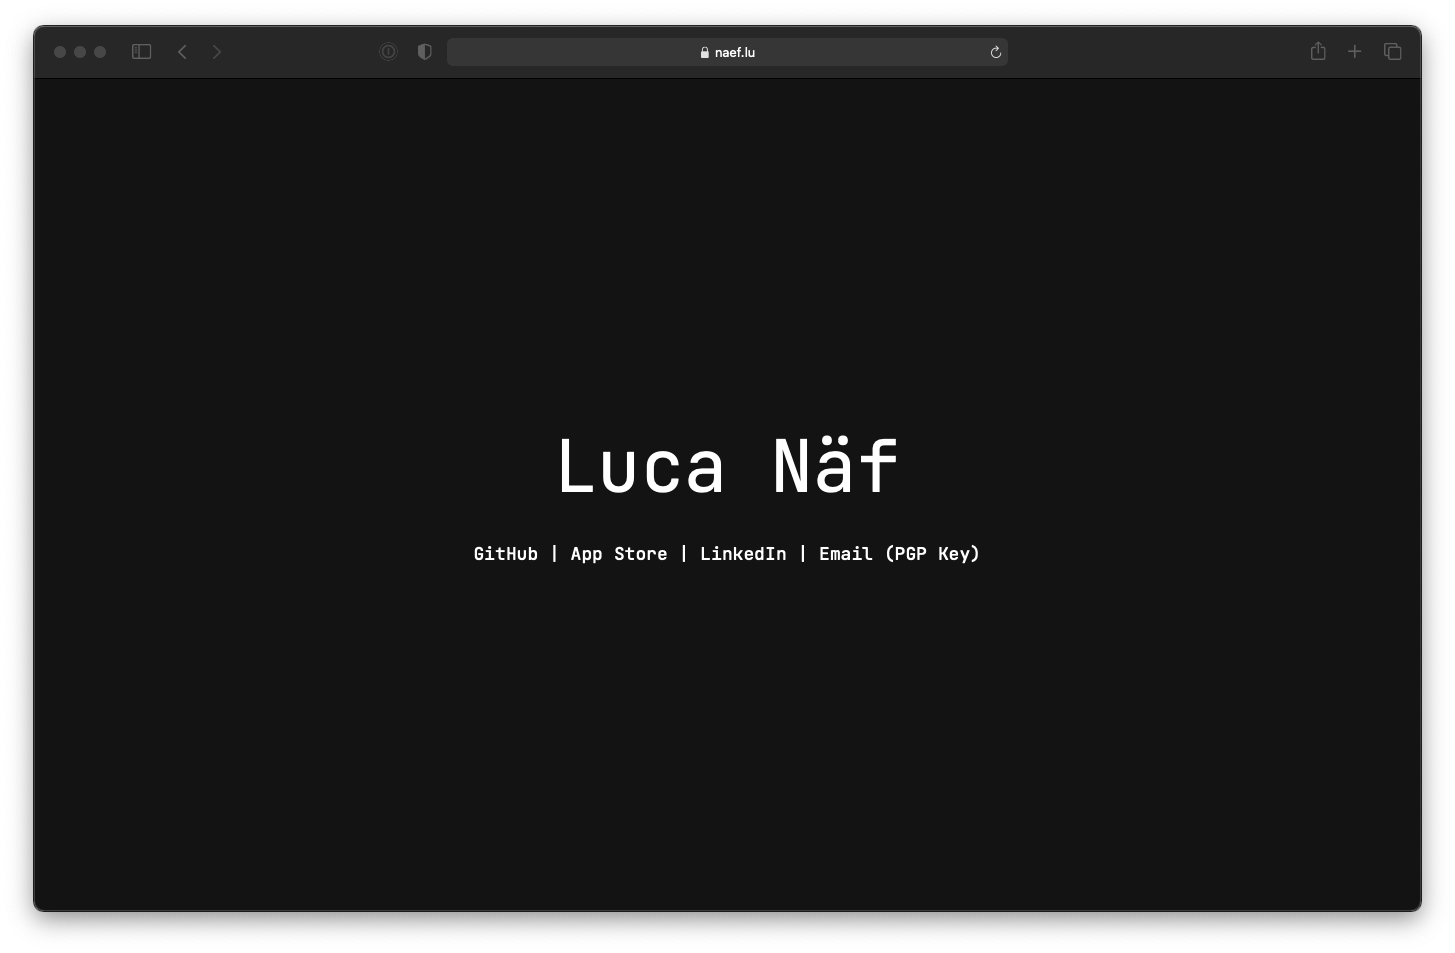 naef.lu
Luca Näf
GitHub | App Store | LinkedIn | Email (PGP Key)